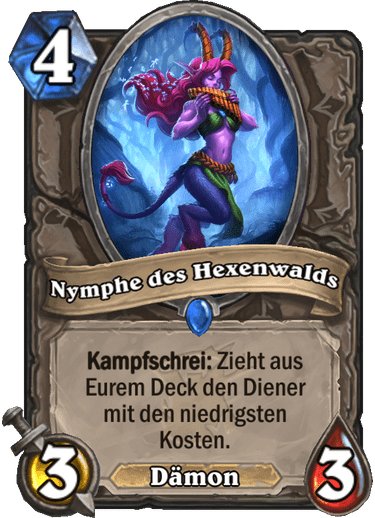 4
Nymphe des Hexenwalds
Kampfschrei: Zieht aus
Eurem Deck den Diener
mit den niedrigsten
Kosten.
3
Dämon
3